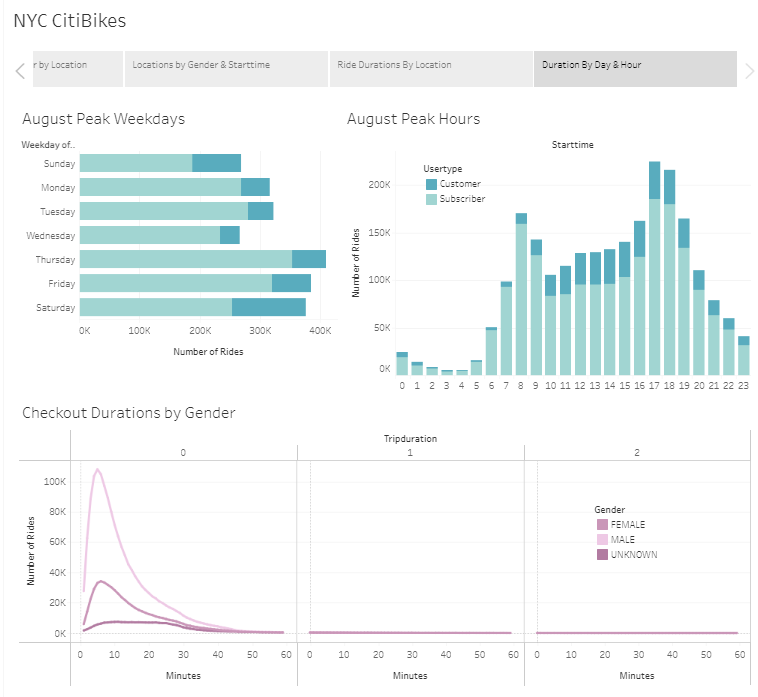 NYC CitiBikes
r by Location
Locations by Gender & Starttime
Ride Durations By Location
Duration By Day & Hour
August Peak Weekdays
Weekday of..
Sunday
Monday
Tuesday
Wednesday
Thursday
Friday
Saturday
0K 100K 200K 300K 400K
Number of Rides
August Peak Hours
Starttime
Usertype
Customer
Subscriber
Number of Rides
200K
150K
100K
50K
0K
0 1 2 3 4 5 6 7 8 9 10 11 12 13 14 15 16 17 18 19 20 21 22 23
Checkout Durations by Gender
Tripduration
0 1 2
Number of Rides
100K
80K
60K
40K
20K
0K
Gender
FEMALE
MALE
UNKNOWN
0 10 20 30 40 50 60 0 10 20 30 40 50 60 0 10 20 30 40 50 60
Minutes Minutes Minutes